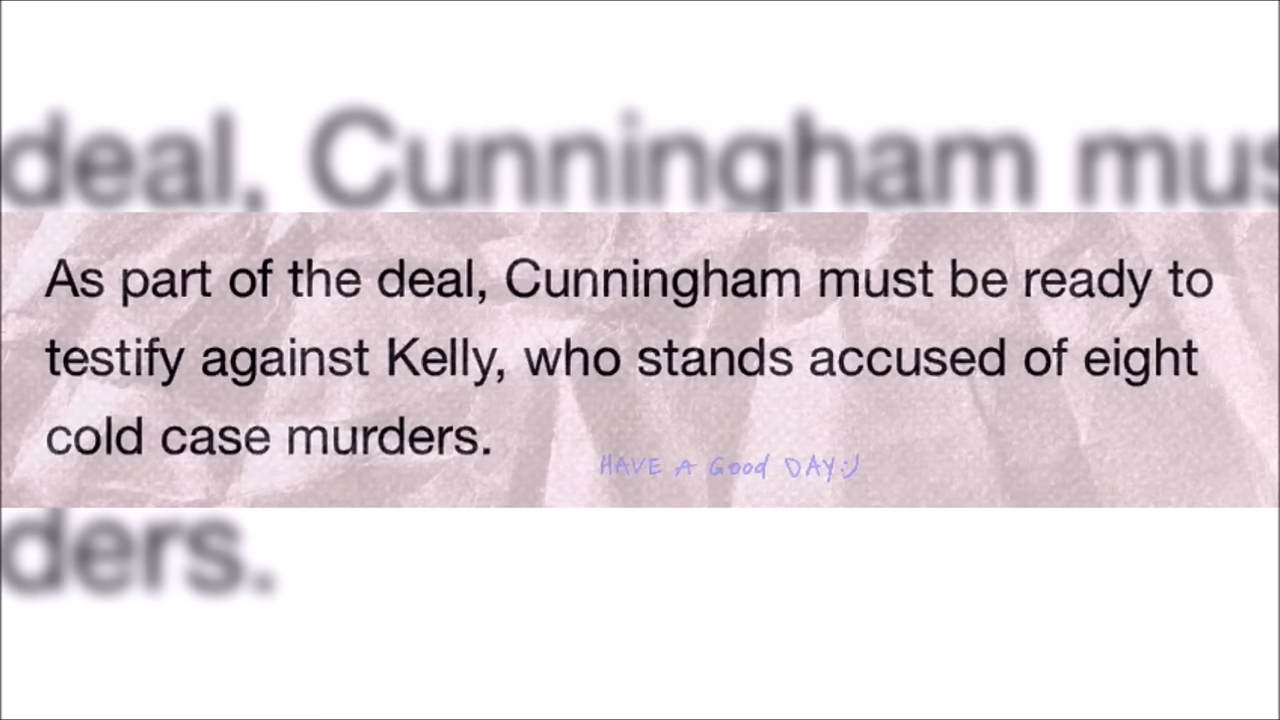 deal, Cunningham mus
As part of the deal, Cunningham must be ready to
testify against Kelly, who stands accused of eight
cold case murders.
HAVE A Good DAY:)
ders.